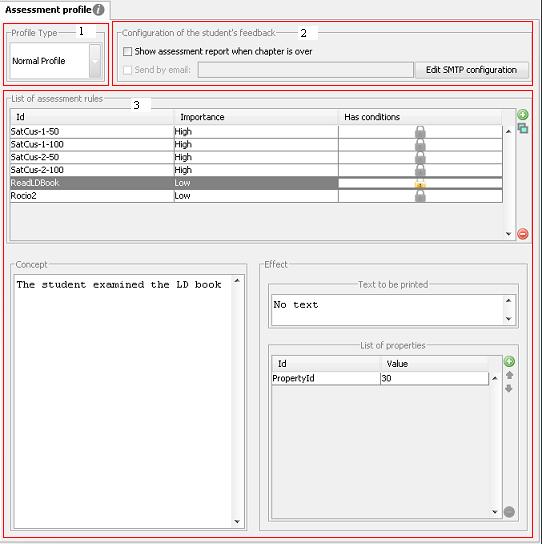 Assessment profile
Profile Type
1
Normal Profile
Configuration of the student's feedback
2
Show assessment report when chapter is over
Send by email:
Edit SMTP configuration
List of assessment rules
3
Id Importance Has conditions
SatCus-1-50 High
SatCus-1-100 High
SatCus-2-50 High
SatCus-2-100 High
ReadLDBook Low
Rocio2 Low
Concept
The student examined the LD book
Effect
Text to be printed
No text
List of properties
Id Value
PropertyId 30